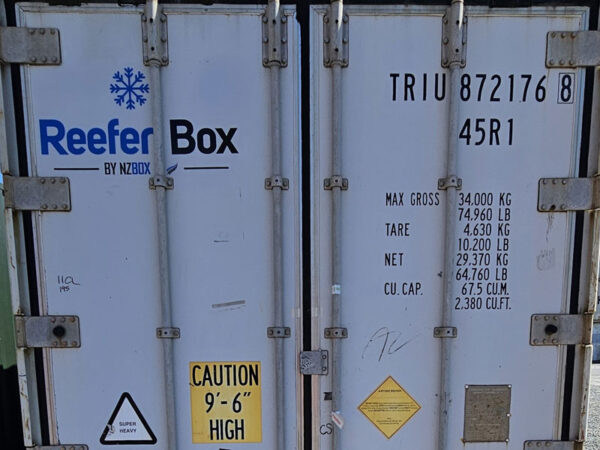 Reefer Box
BY NZBOX
TRIU 872176 8
45R1
MAX GROSS 34.000 KG
74.960 LB
TARE 4.630 KG
10.200 LB
NET 29.370 KG
64.760 LB
CU. CAP. 67.5 CU.M.
2.380 CU.FT.
CAUTION
9'-6"
HIGH
SUPER
HEAVY